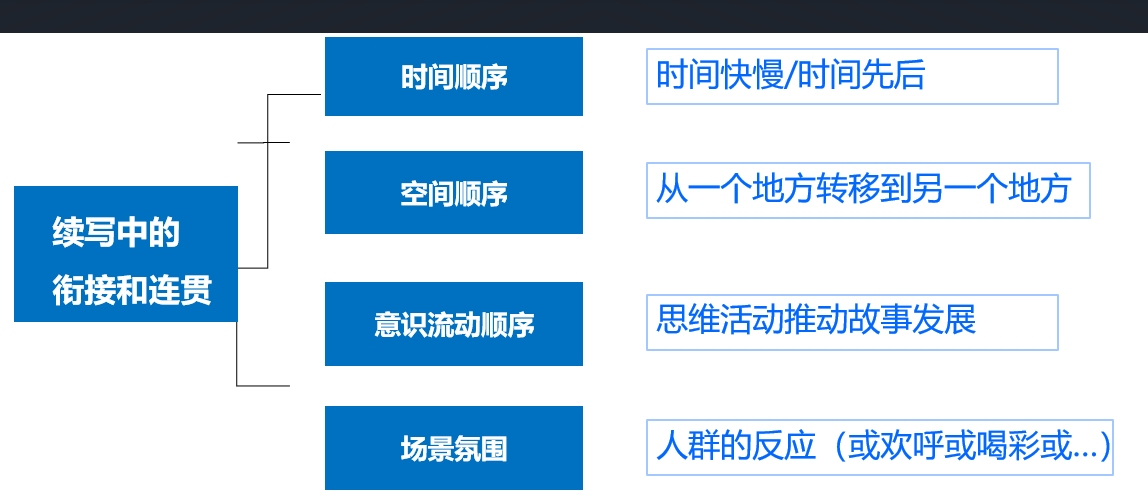 时间顺序
时间快慢/时间先后
空间顺序
从一个地方转移到另一个地方
续写中的
衔接和连贯
意识流动顺序
思维活动推动故事发展
场景氛围
人群的反应（或欢呼或喝彩或...）